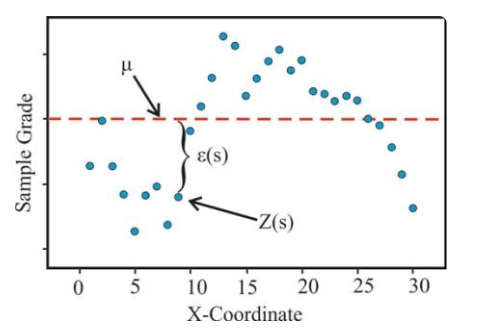 μ
Sample Grade
ε(s)
Z(s)
0 5 10 15 20 25 30
X-Coordinate